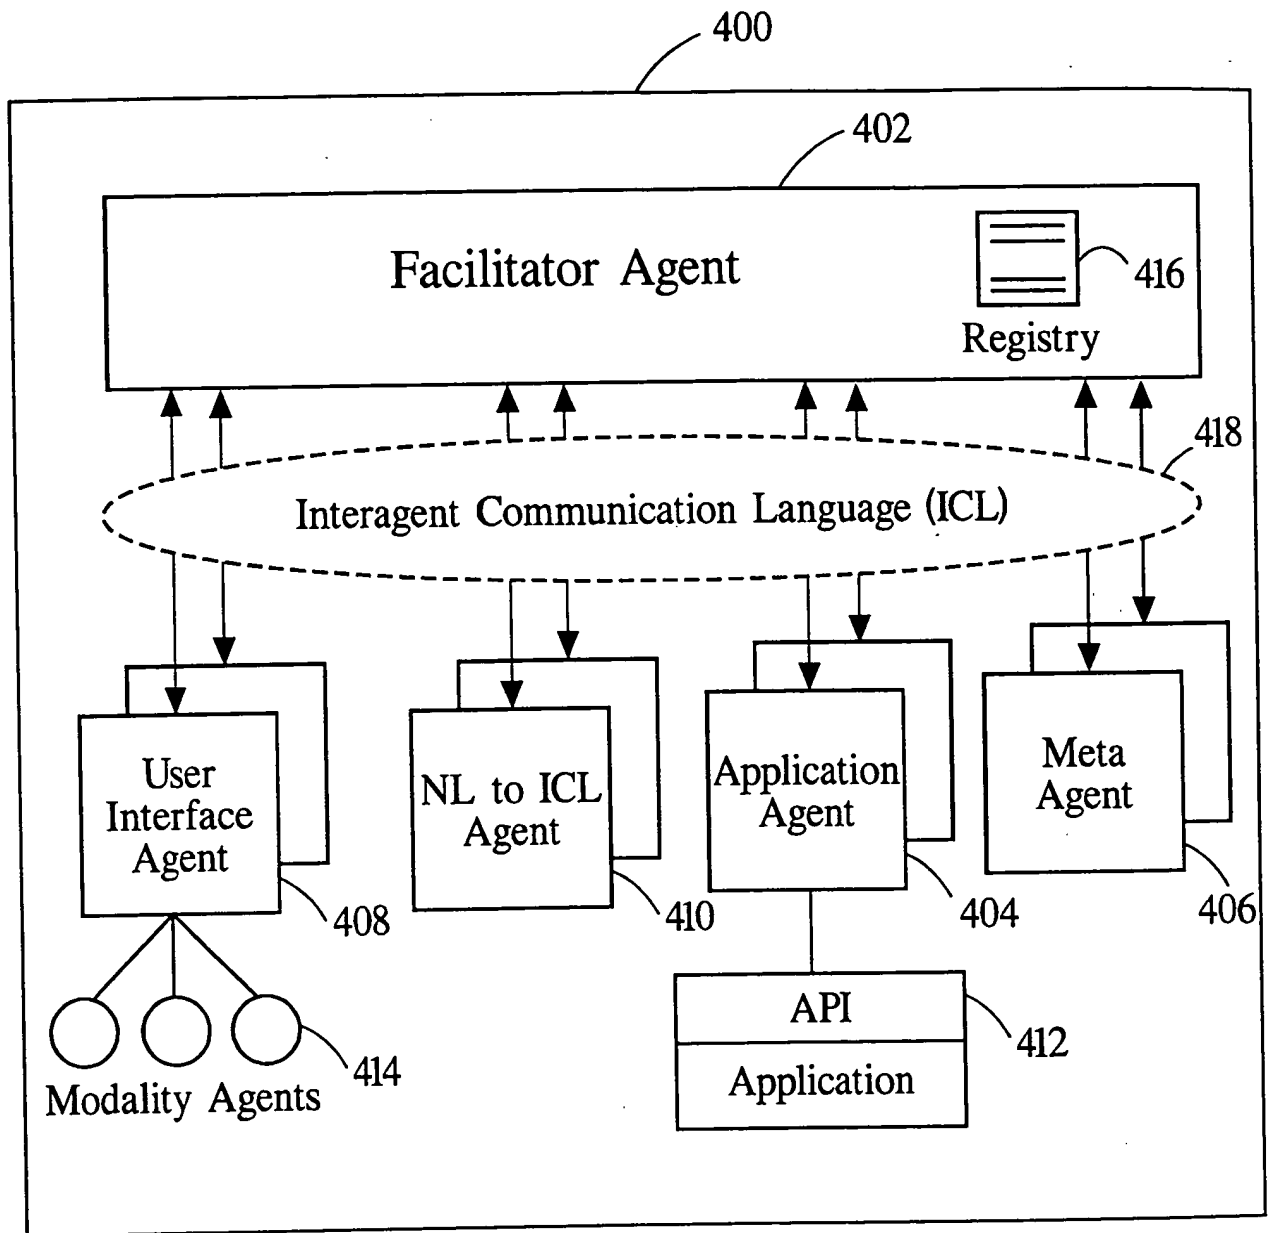 400
402
Facilitator Agent
416
Registry
418
Interagent Communication Language (ICL)
User
Interface
Agent
408
NL to ICL
Agent
410
Application
Agent
404
Meta
Agent
406
414
Modality Agents
API
412
Application